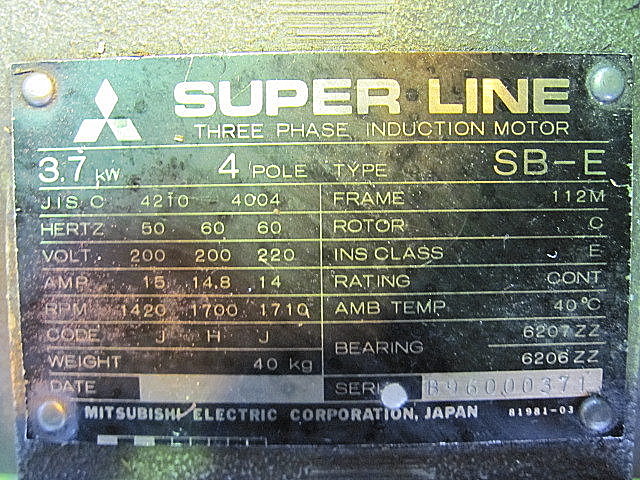 SUPER LINE
THREE PHASE INDUCTION MOTOR
3.7 kW 4 POLE TYPE SB-E
JIS.C 4210 - 4004 FRAME 112M
HERTZ 50 60 60 ROTOR C
VOLT 200 200 220 INS CLASS E
AMP 15 14.8 14 RATING CONT
RPM 1420 1700 1710 AMB TEMP 40°C
CODE J H J BEARING 6207ZZ
WEIGHT 40 kg 6206ZZ
DATE SERI B96000371
MITSUBISHI ELECTRIC CORPORATION, JAPAN 81981-03